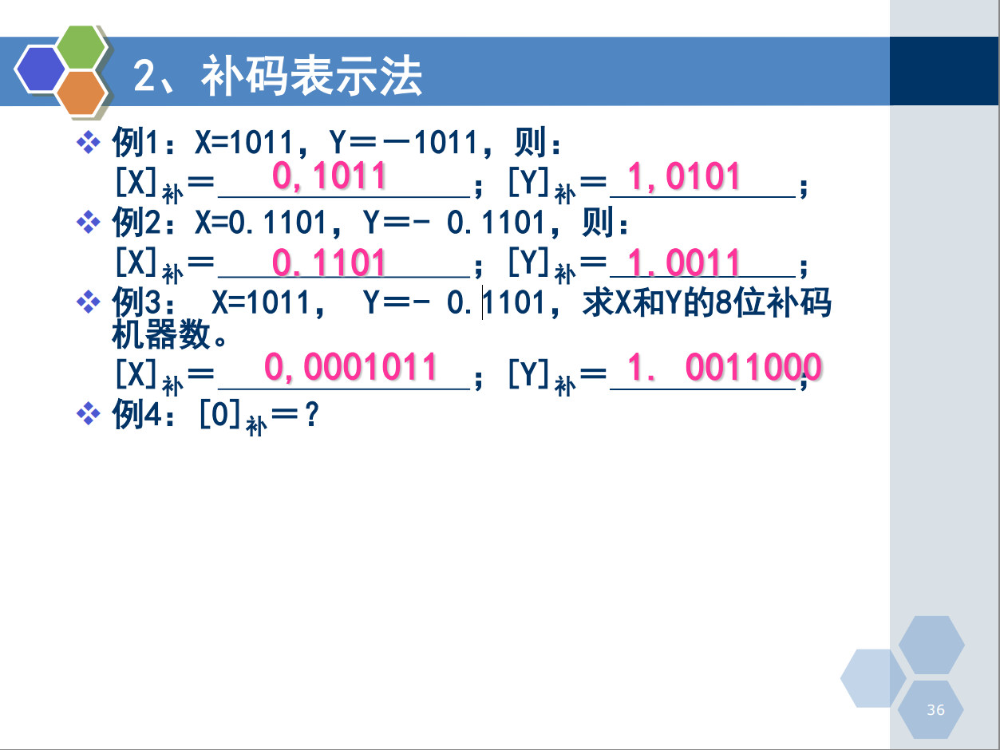 2、补码表示法
例1：X=1011，Y＝－1011，则：
[X]补＝0,1011；[Y]补＝1,0101；
例2：X=0.1101，Y＝- 0.1101，则：
[X]补＝0.1101；[Y]补＝1.0011；
例3： X=1011， Y＝- 0.1101，求X和Y的8位补码
机器数。
[X]补＝0,0001011；[Y]补＝1. 0011000；
例4：[0]补＝？
36